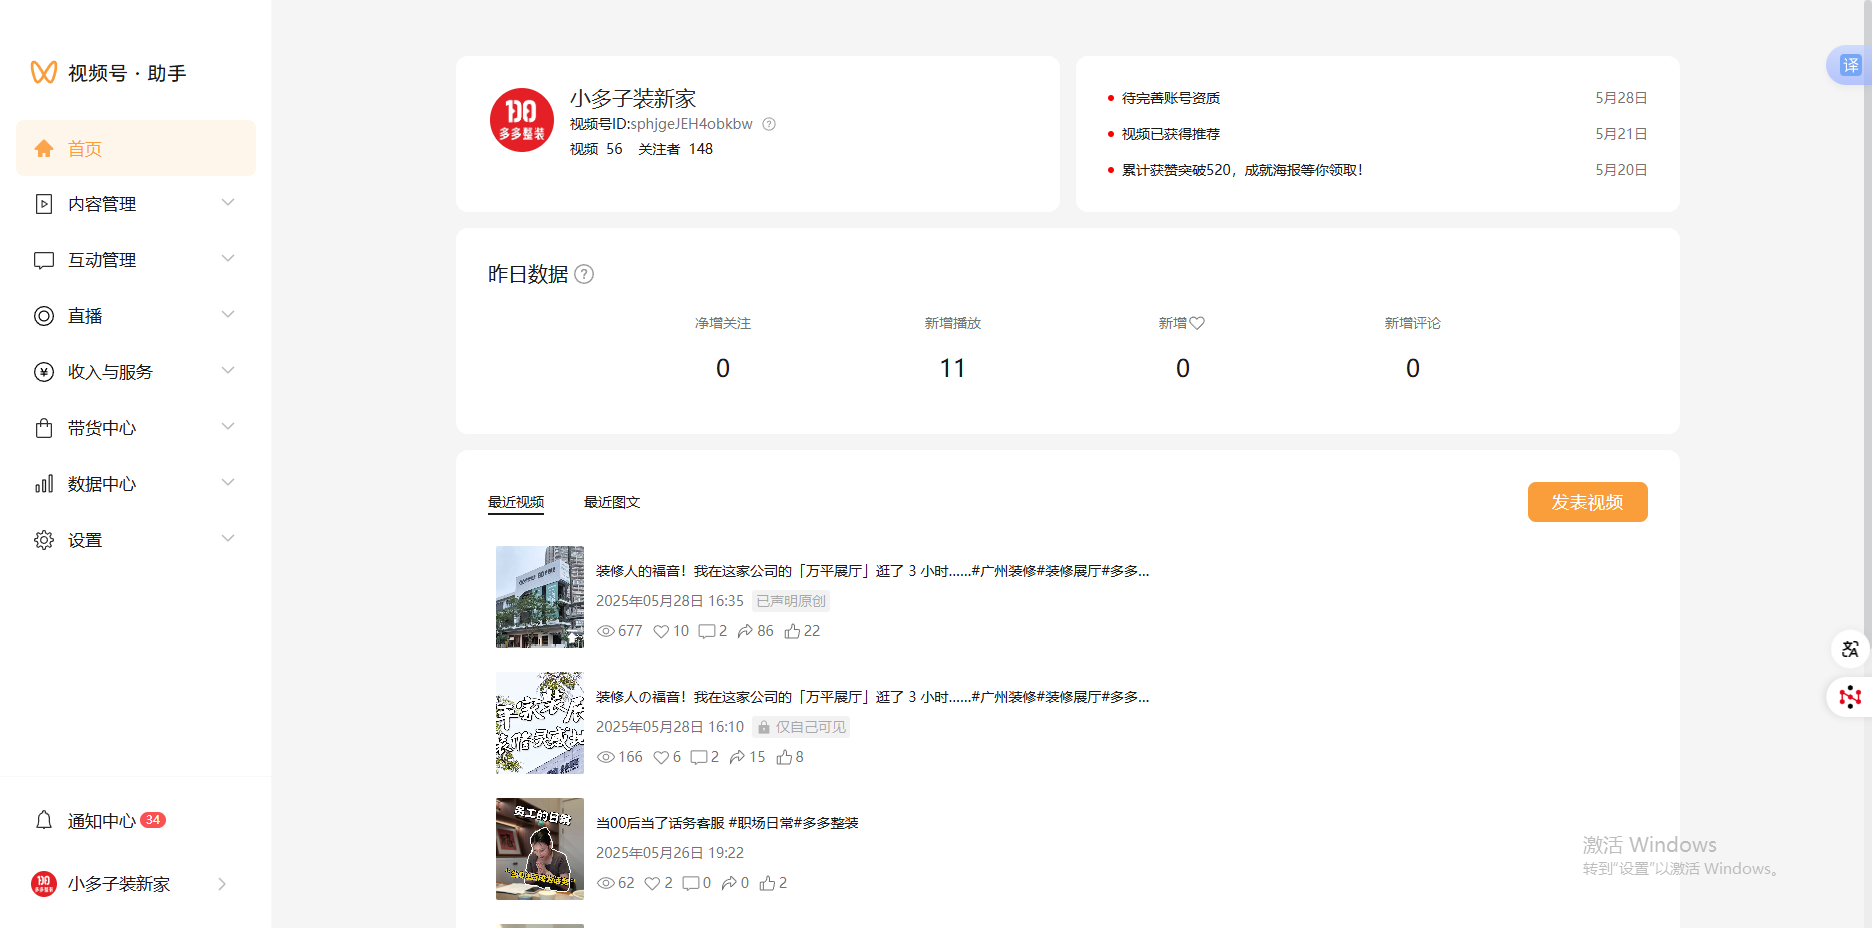 视频号 · 助手
首页
内容管理
互动管理
直播
收入与服务
带货中心
数据中心
设置
通知中心 34
小多子装新家
多多整装
小多子装新家
视频号ID:sphjgeJEH4obkbw
视频 56 关注者 148
待完善账号资质 5月28日
视频已获得推荐 5月21日
累计获赞突破520，成就海报等你领取！ 5月20日
昨日数据
净增关注 新增播放 新增 新增评论
0 11 0 0
最近视频 最近图文 发表视频
装修人的福音！我在这家公司的「万平展厅」逛了 3 小时......#广州装修#装修展厅#多多...
2025年05月28日 16:35 已声明原创
677 10 2 86 22
装修人の福音！我在这家公司的「万平展厅」逛了 3 小时......#广州装修#装修展厅#多多...
2025年05月28日 16:10 仅自己可见
166 6 2 15 8
员工的日常
当00后当了话务客服 #职场日常#多多整装
2025年05月26日 19:22
62 2 0 0 2
译
激活 Windows
转到"设置"以激活 Windows。